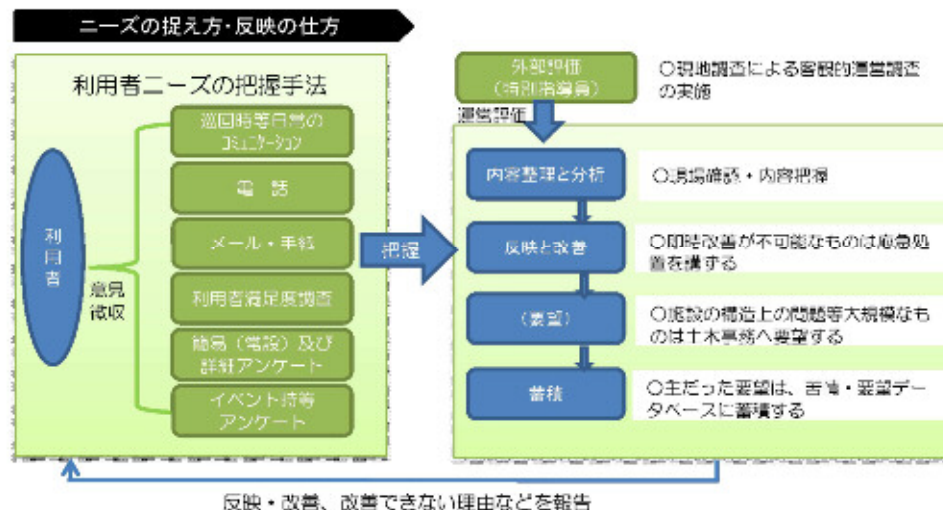 ニーズの捉え方・反映の仕方
利用者ニーズの把握手法
利用者
意見
徴収
巡回時等日常の
コミュニケーション
電 話
メール・手紙
利用者満足度調査
簡易（常設）及び
詳細アンケート
イベント時等
アンケート
把握
外部評価
（特別指導員）
運営評価
〇現地調査による客観的運営調査
の実施
内容整理と分析
〇現場確認・内容把握
反映と改善
〇即時改善が不可能なものは応急処
置を講ずる
（要望）
〇施設の構造上の問題等大規模なも
のは土木事務へ要望する
蓄積
〇主だった要望は、苦情・要望デー
タベースに蓄積する
反映・改善、改善できない理由などを報告